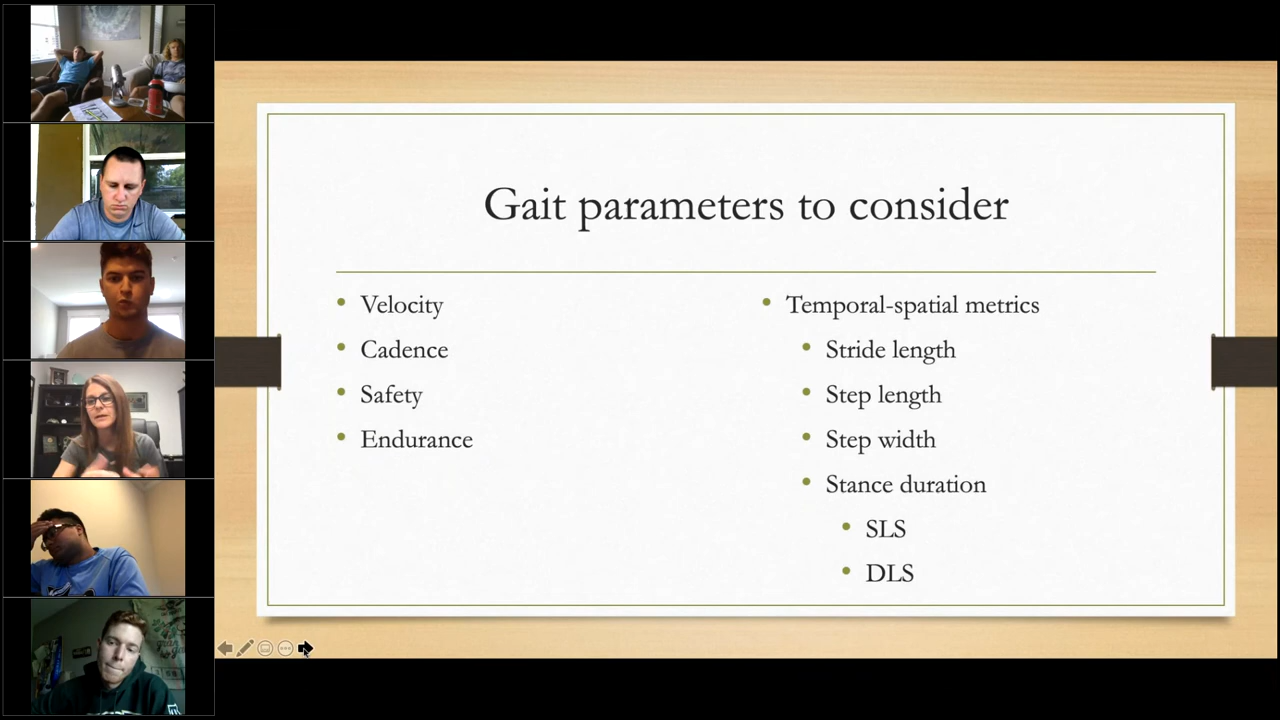 Gait parameters to consider
Velocity
Cadence
Safety
Endurance
Temporal-spatial metrics
Stride length
Step length
Step width
Stance duration
SLS
DLS